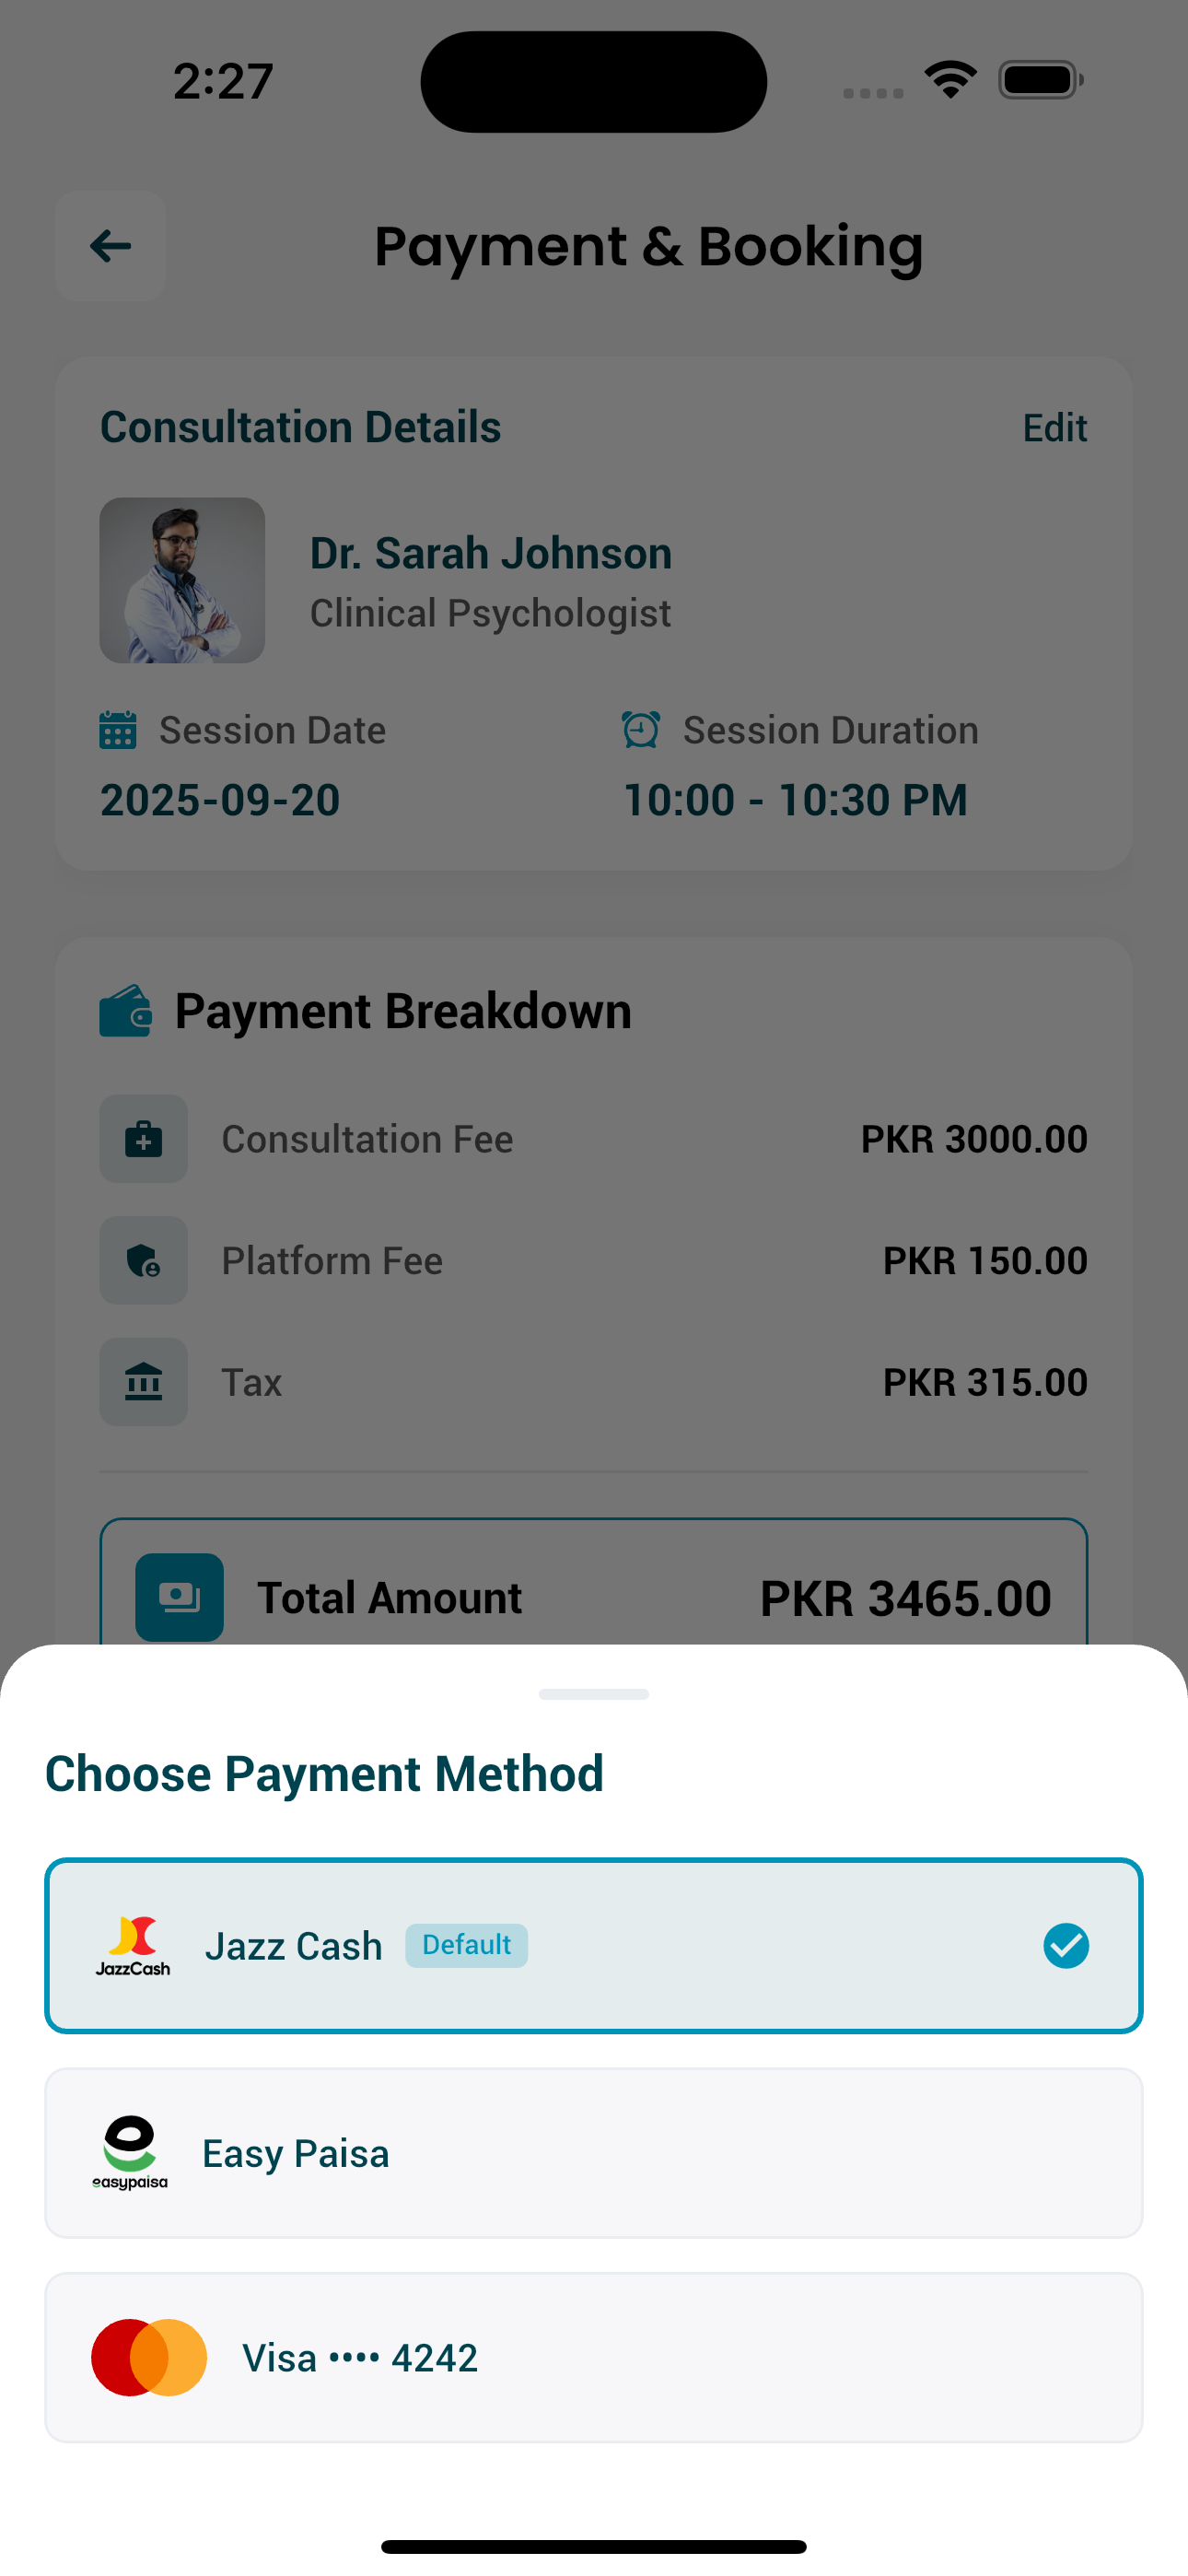 2:27
Payment & Booking
Consultation Details Edit
Dr. Sarah Johnson
Clinical Psychologist
Session Date Session Duration
2025-09-20 10:00 - 10:30 PM
Payment Breakdown
Consultation Fee PKR 3000.00
Platform Fee PKR 150.00
Tax PKR 315.00
Total Amount PKR 3465.00
Choose Payment Method
JazzCash Jazz Cash Default
easypaisa Easy Paisa
Visa •••• 4242